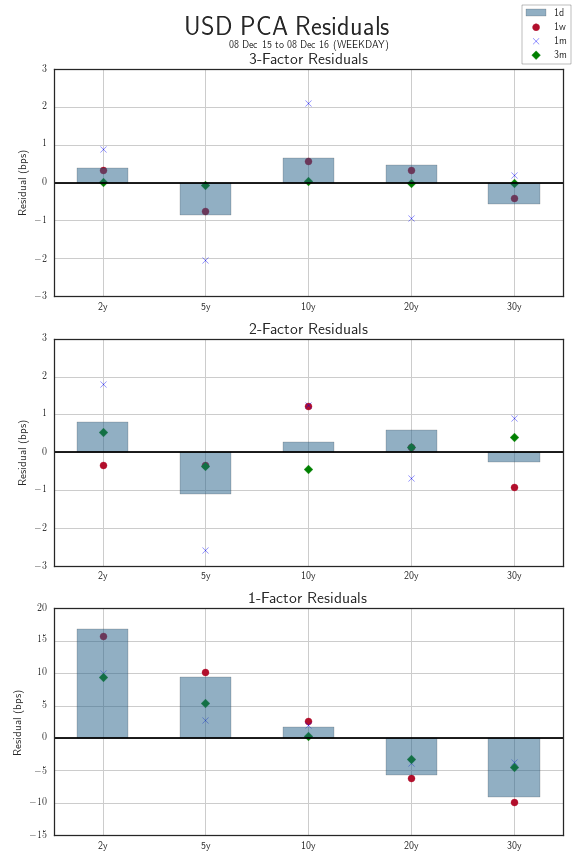 USD PCA Residuals
08 Dec 15 to 08 Dec 16 (WEEKDAY)
1d
1w
1m
3m
3-Factor Residuals
Residual (bps)
3
2
1
0
−1
−2
−3
2y 5y 10y 20y 30y
2-Factor Residuals
Residual (bps)
3
2
1
0
−1
−2
−3
2y 5y 10y 20y 30y
1-Factor Residuals
Residual (bps)
20
15
10
5
0
−5
−10
−15
2y 5y 10y 20y 30y